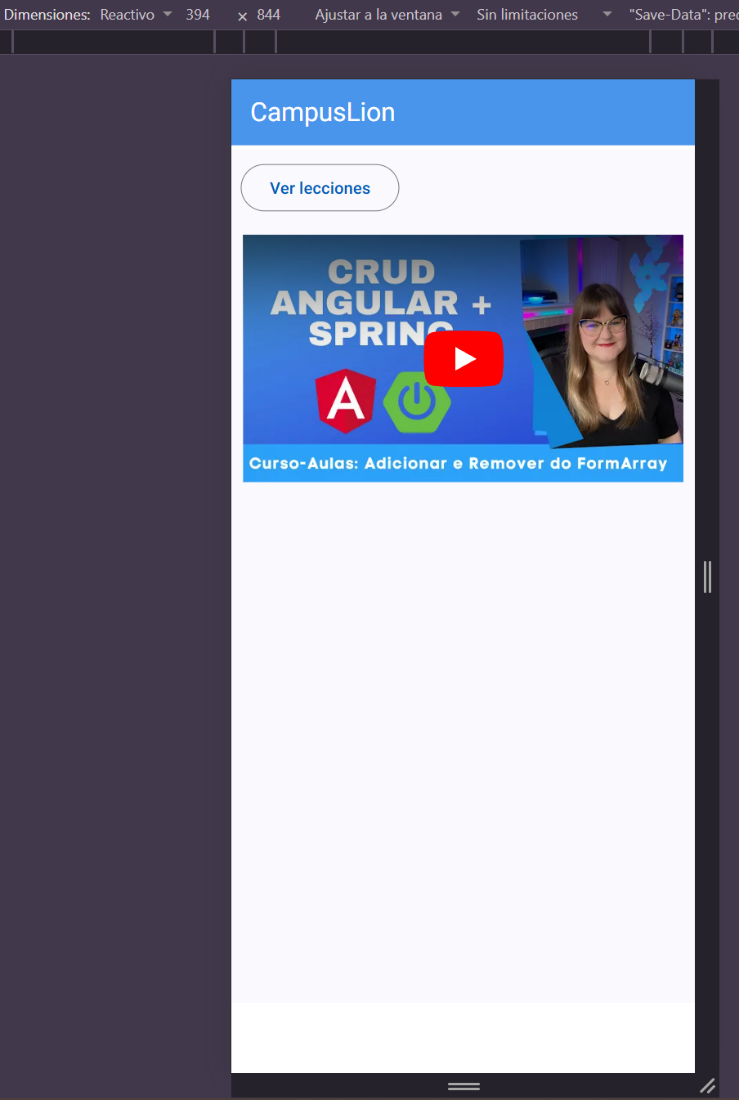 Dimensiones: Reactivo 394 × 844 Ajustar a la ventana Sin limitaciones "Save-Data":
CampusLion
Ver lecciones
CRUD
ANGULAR +
SPRING
A
Curso-Aulas: Adicionar e Remover do FormArray